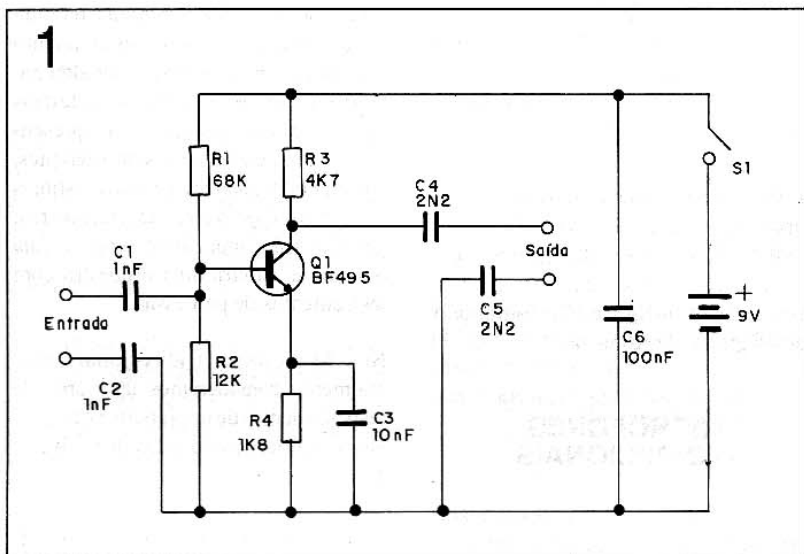 1
R1
68K
R3
4K7
C4
2N2
S1
Q1
BF495
Saída
C1
1nF
C5
2N2
+
9V
Entrada
C6
100nF
R2
12K
C2
1nF
R4
1K8
C3
10nF